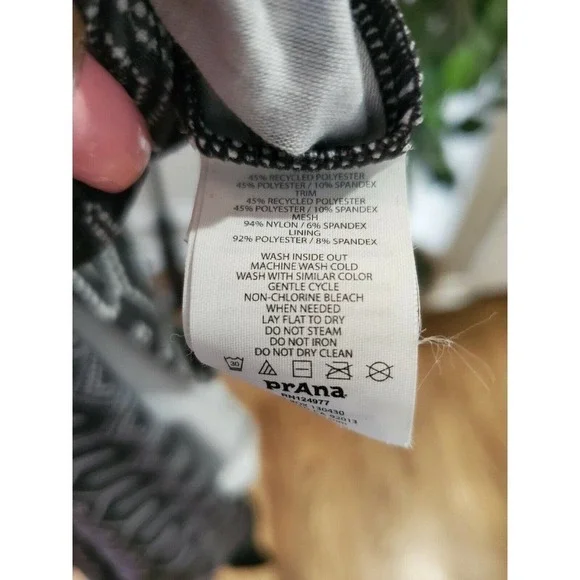 45% RECYCLED POLYESTER
45% POLYESTER / 10% SPANDEX
TRIM
45% RECYCLED POLYESTER
45% POLYESTER / 10% SPANDEX
MESH
94% NYLON / 6% SPANDEX
LINING
92% POLYESTER / 8% SPANDEX
WASH INSIDE OUT
MACHINE WASH COLD
WASH WITH SIMILAR COLOR
GENTLE CYCLE
NON-CHLORINE BLEACH
WHEN NEEDED
LAY FLAT TO DRY
DO NOT STEAM
DO NOT IRON
DO NOT DRY CLEAN
30
prAna
RN124977
130430
92013